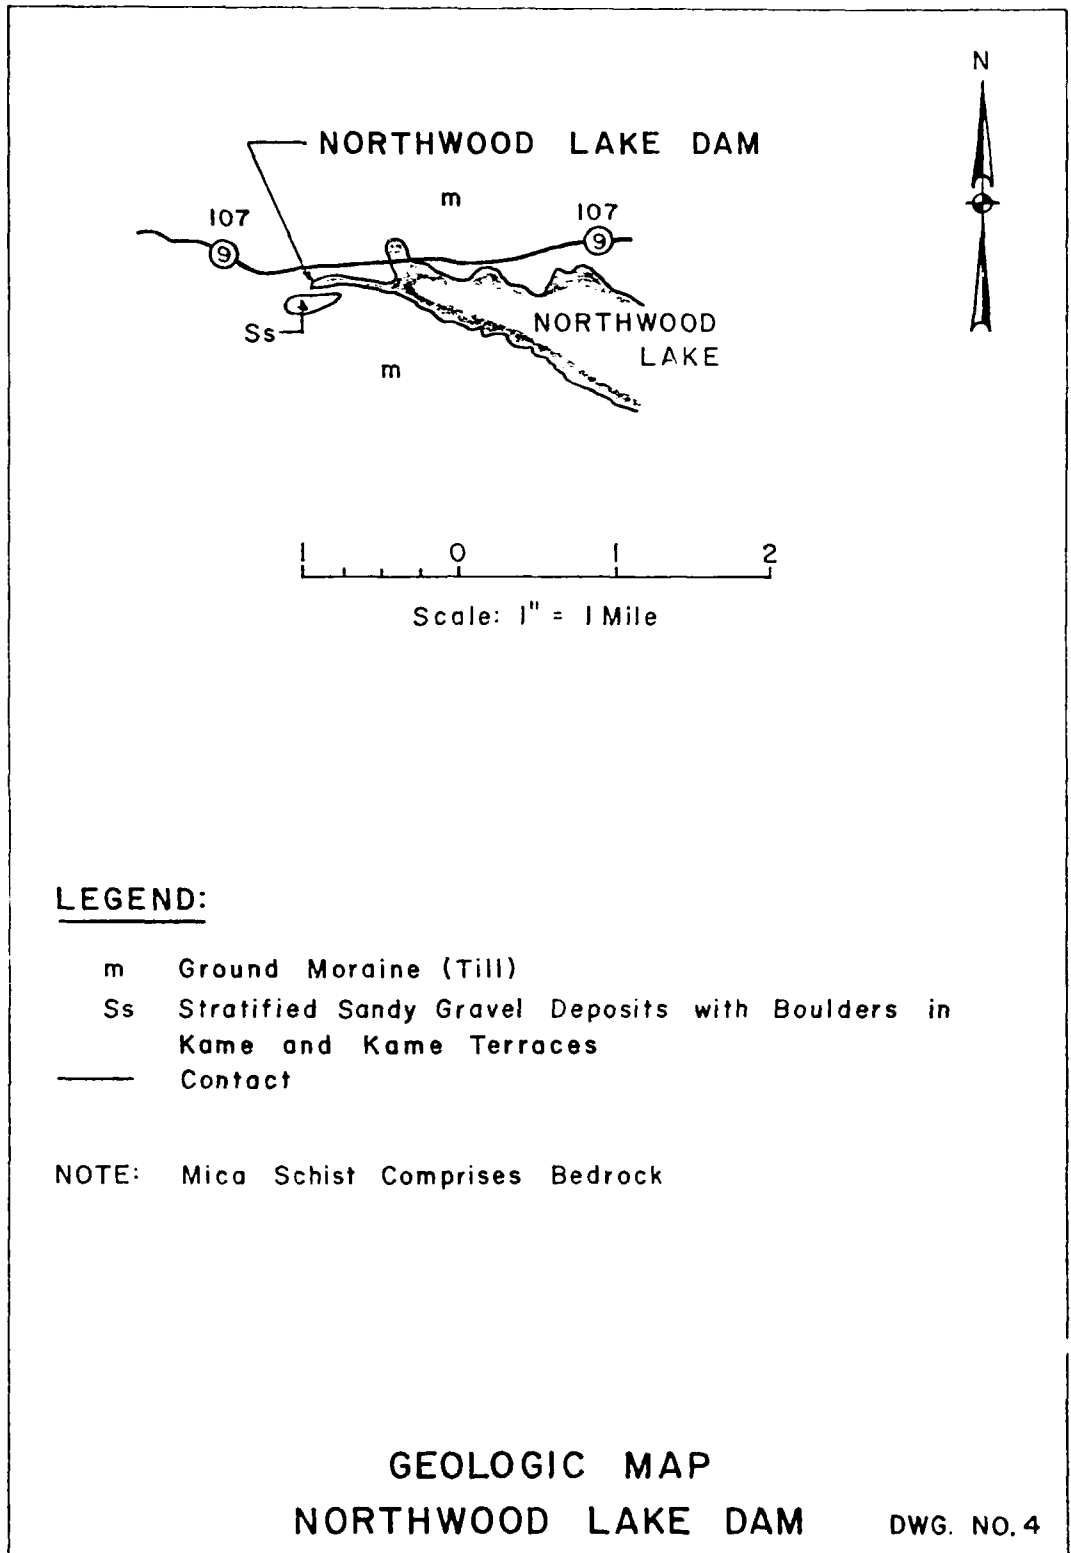 N
NORTHWOOD LAKE DAM
m
107
107
9
9
Ss
NORTHWOOD
LAKE
m
1 0 1 2
Scale: 1" = 1 Mile
LEGEND:
m Ground Moraine (Till)
Ss Stratified Sandy Gravel Deposits with Boulders in
Kame and Kame Terraces
Contact
NOTE: Mica Schist Comprises Bedrock
GEOLOGIC MAP
NORTHWOOD LAKE DAM
DWG. NO. 4